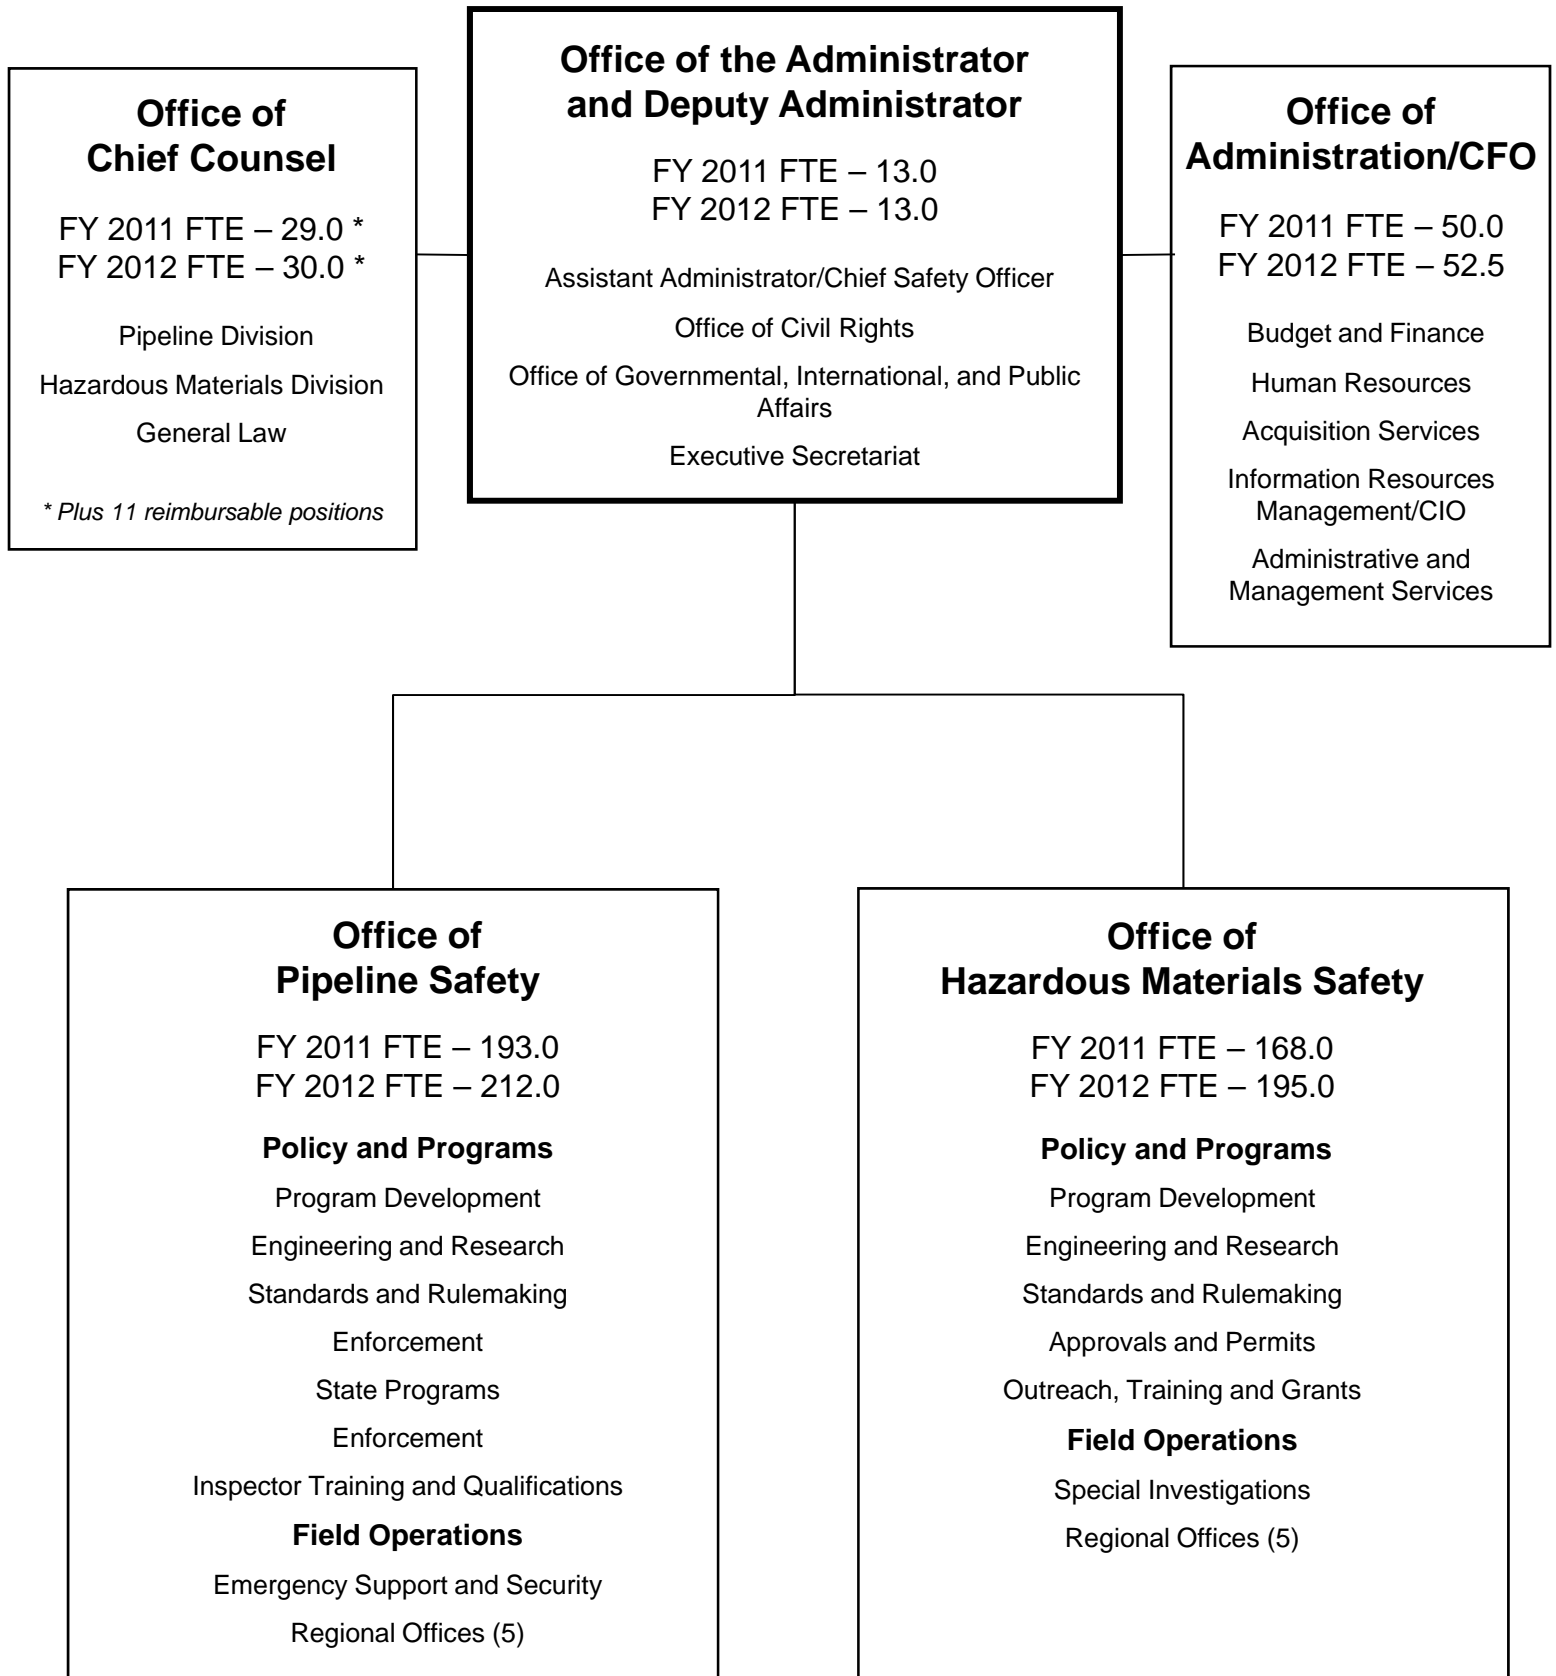 Office of the Administrator
and Deputy Administrator
FY 2011 FTE – 13.0
FY 2012 FTE – 13.0
Assistant Administrator/Chief Safety Officer
Office of Civil Rights
Office of Governmental, International, and Public
Affairs
Executive Secretariat
Office of
Chief Counsel
FY 2011 FTE – 29.0 *
FY 2012 FTE – 30.0 *
Pipeline Division
Hazardous Materials Division
General Law
* Plus 11 reimbursable positions
Office of
Administration/CFO
FY 2011 FTE – 50.0
FY 2012 FTE – 52.5
Budget and Finance
Human Resources
Acquisition Services
Information Resources
Management/CIO
Administrative and
Management Services
Office of
Pipeline Safety
FY 2011 FTE – 193.0
FY 2012 FTE – 212.0
Policy and Programs
Program Development
Engineering and Research
Standards and Rulemaking
Enforcement
State Programs
Enforcement
Inspector Training and Qualifications
Field Operations
Emergency Support and Security
Regional Offices (5)
Office of
Hazardous Materials Safety
FY 2011 FTE – 168.0
FY 2012 FTE – 195.0
Policy and Programs
Program Development
Engineering and Research
Standards and Rulemaking
Approvals and Permits
Outreach, Training and Grants
Field Operations
Special Investigations
Regional Offices (5)